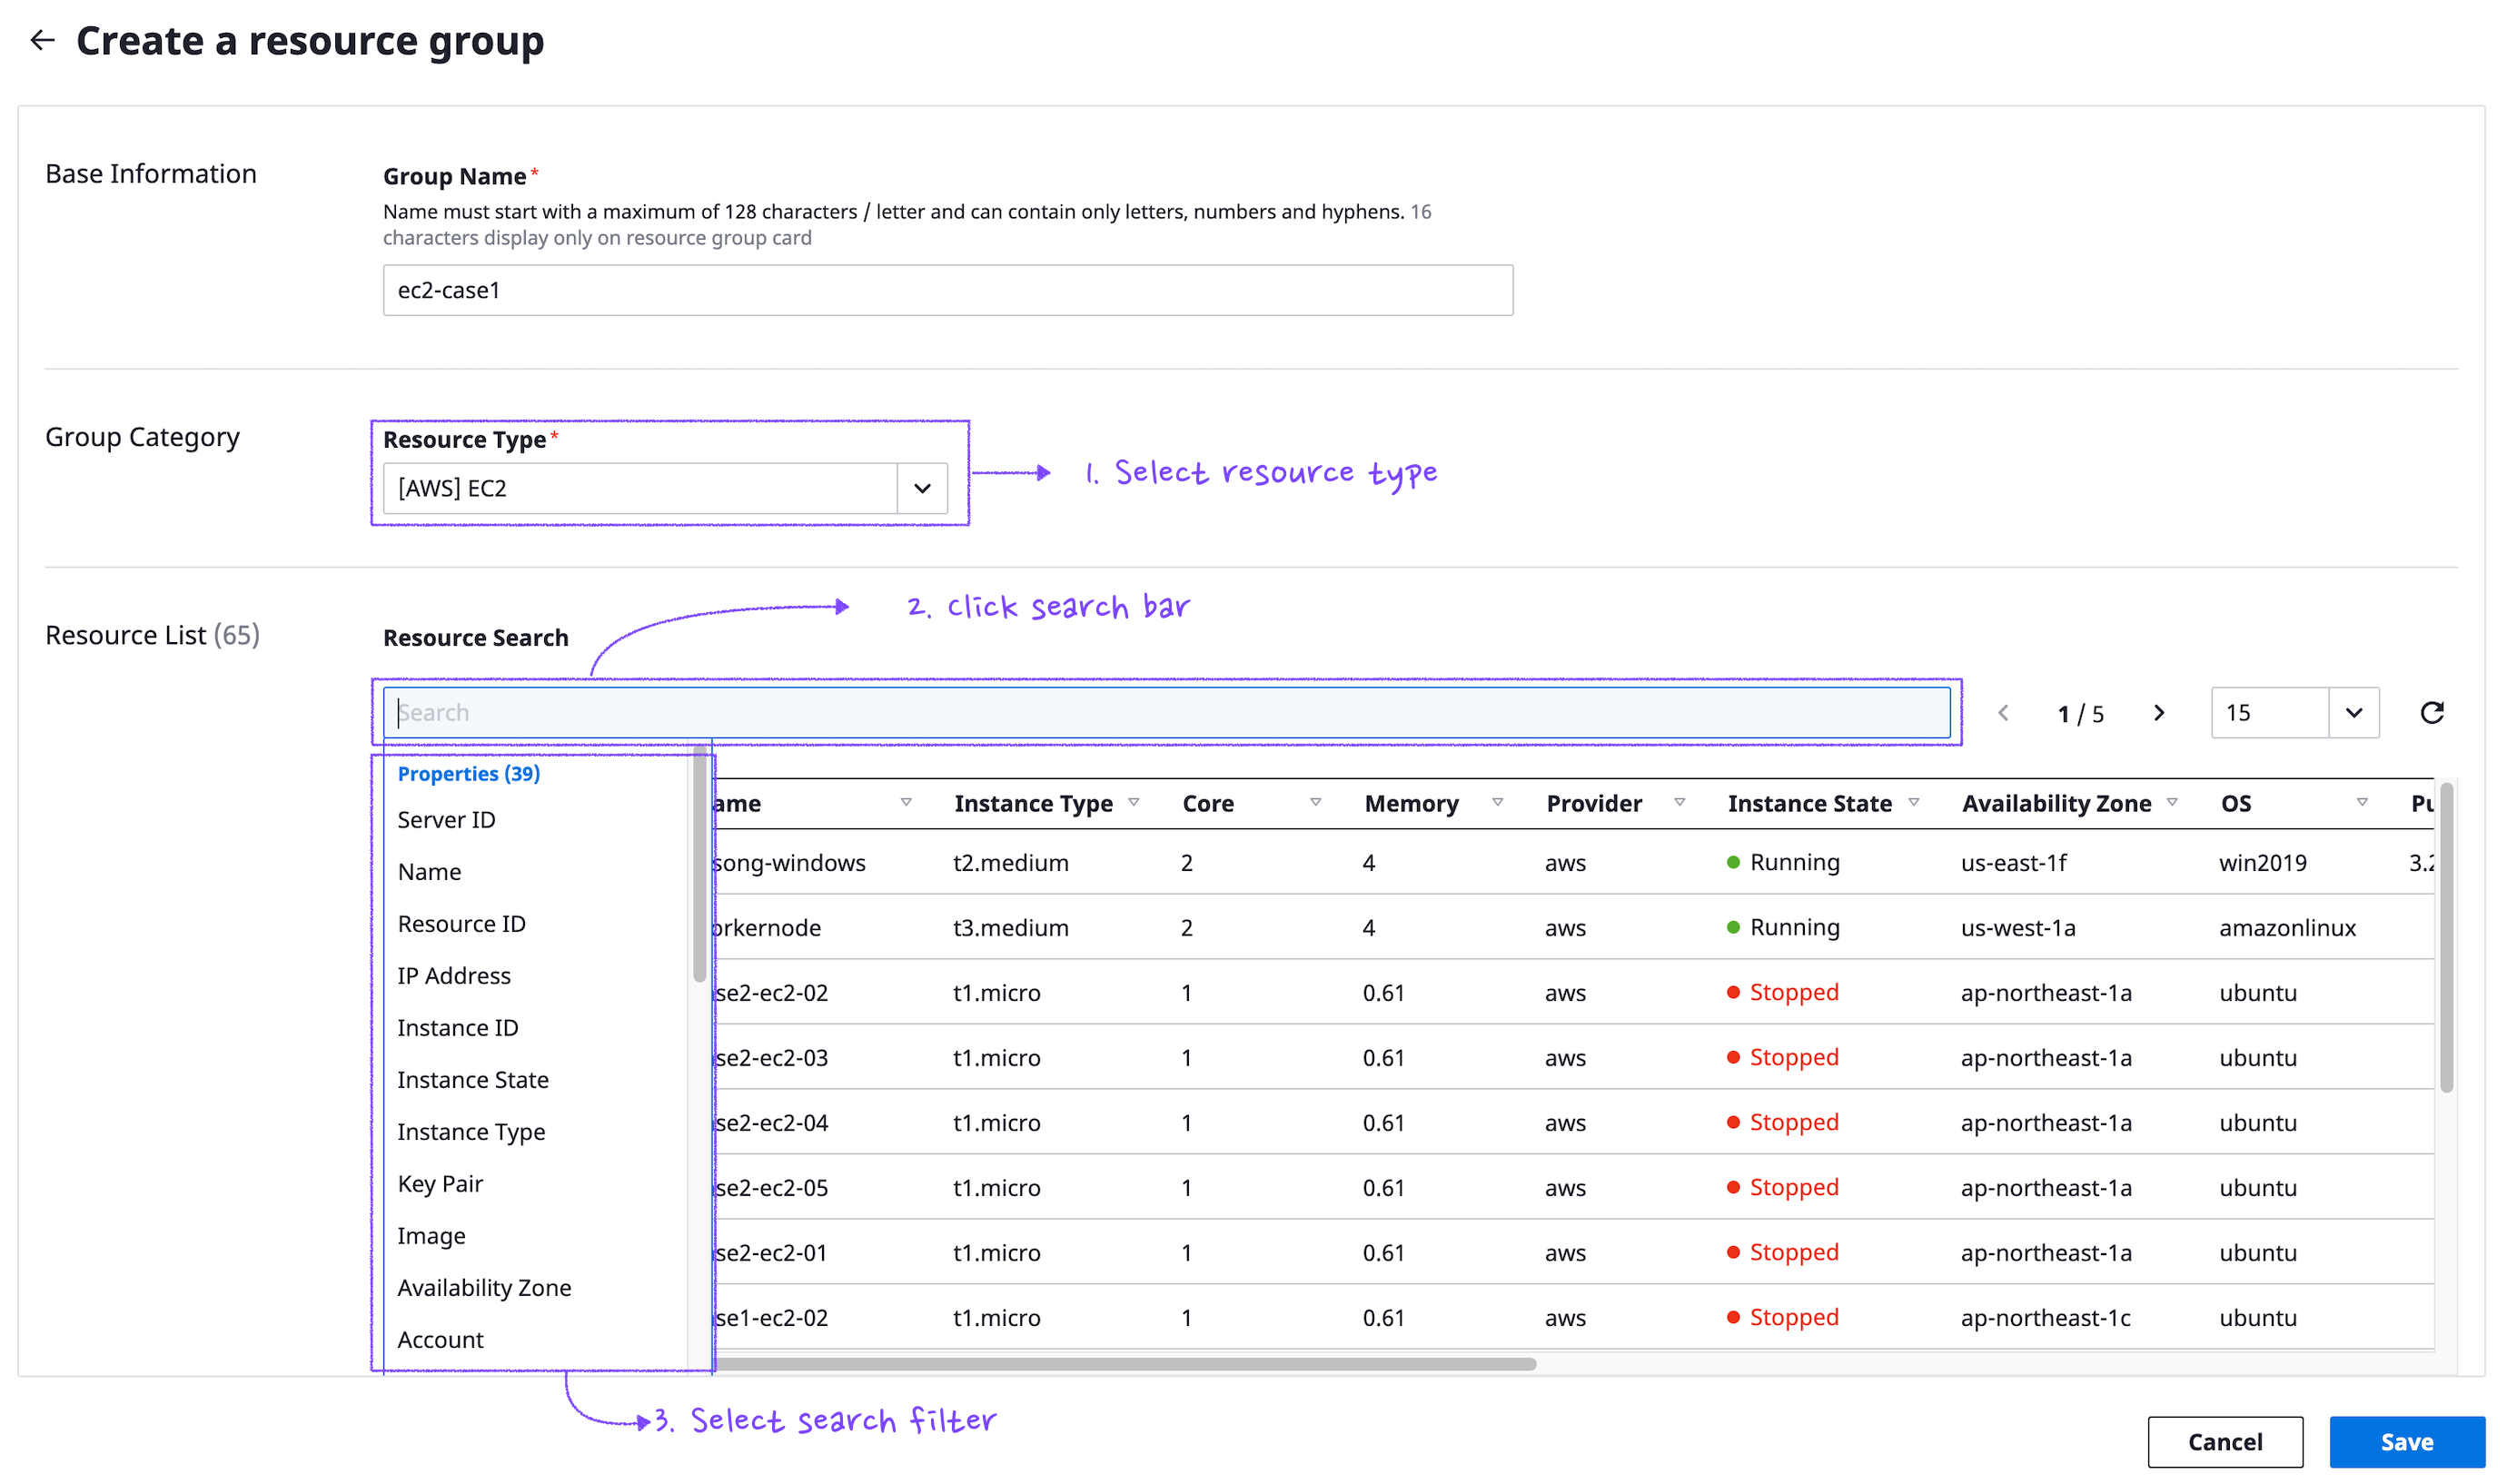 Create a resource group
Base Information
Group Name*
Name must start with a maximum of 128 characters / letter and can contain only letters, numbers and hyphens. 16
characters display only on resource group card
ec2-case1
Group Category
Resource Type*
[AWS] EC2
1. Select resource type
2. click search bar
Resource List (65)
Resource Search
Search
1 / 5
15
Properties (39)
Server ID
Name
Resource ID
IP Address
Instance ID
Instance State
Instance Type
Key Pair
Image
Availability Zone
Account
ame Instance Type Core Memory Provider Instance State Availability Zone OS Pu
song-windows t2.medium 2 4 aws Running us-east-1f win2019 3.2
orkernode t3.medium 2 4 aws Running us-west-1a amazonlinux
se2-ec2-02 t1.micro 1 0.61 aws Stopped ap-northeast-1a ubuntu
se2-ec2-03 t1.micro 1 0.61 aws Stopped ap-northeast-1a ubuntu
se2-ec2-04 t1.micro 1 0.61 aws Stopped ap-northeast-1a ubuntu
se2-ec2-05 t1.micro 1 0.61 aws Stopped ap-northeast-1a ubuntu
se2-ec2-01 t1.micro 1 0.61 aws Stopped ap-northeast-1a ubuntu
se1-ec2-02 t1.micro 1 0.61 aws Stopped ap-northeast-1c ubuntu
3. Select search filter
Cancel
Save